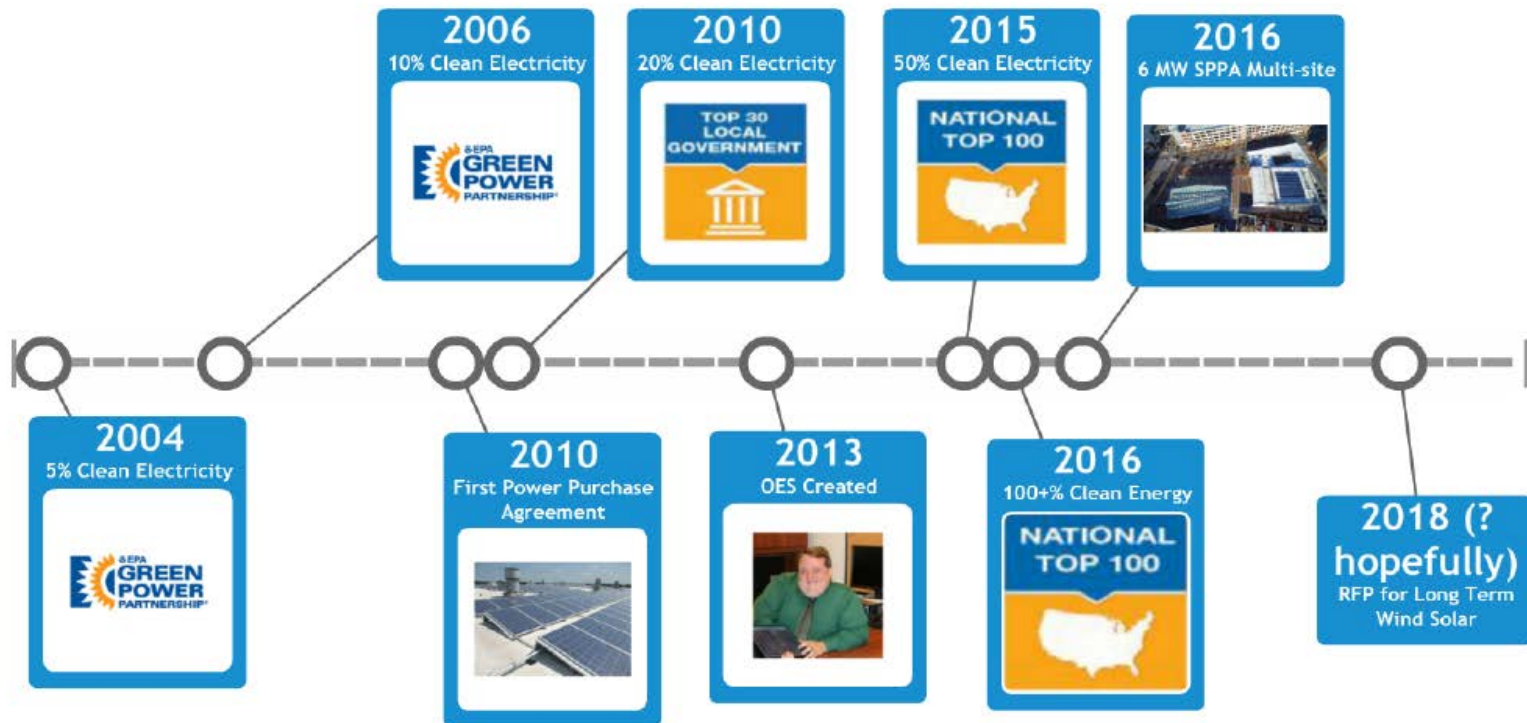 2006
10% Clean Electricity
EPA
GREEN
POWER
PARTNERSHIP
2010
20% Clean Electricity
TOP 30
LOCAL
GOVERNMENT
2015
50% Clean Electricity
NATIONAL
TOP 100
2016
6 MW SPPA Multi-site
2004
5% Clean Electricity
EPA
GREEN
POWER
PARTNERSHIP
2010
First Power Purchase
Agreement
2013
OES Created
2016
100+% Clean Energy
NATIONAL
TOP 100
2018 (?
hopefully)
RFP for Long Term
Wind Solar